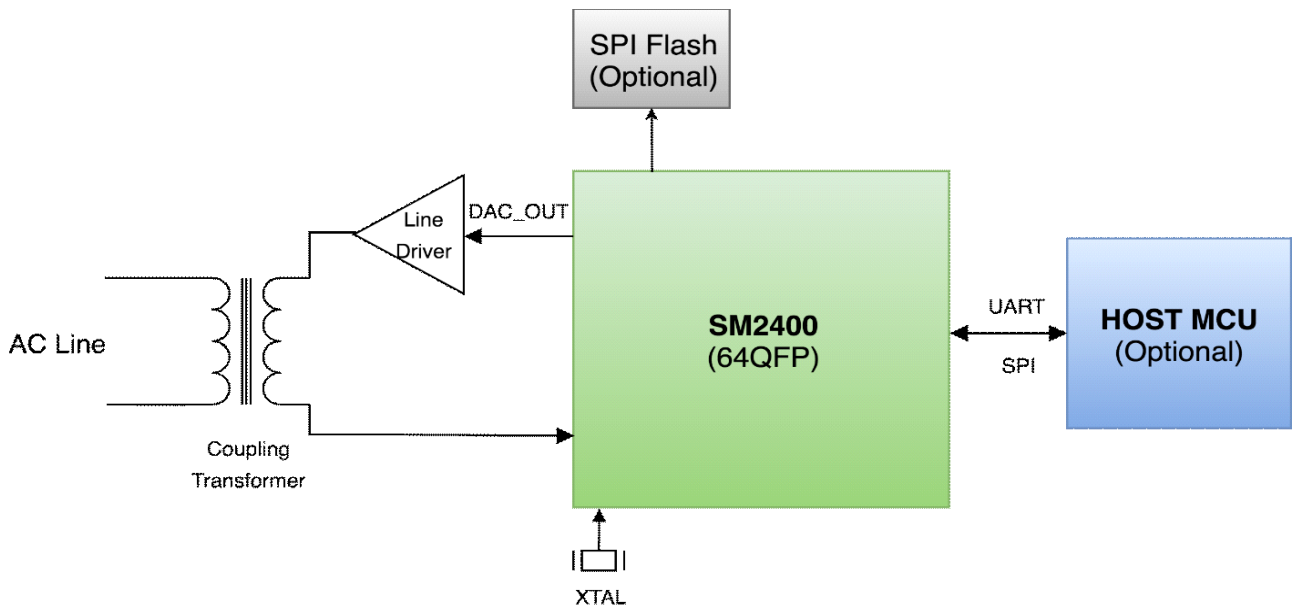 SPI Flash
(Optional)
Line
Driver
DAC_OUT
AC Line
SM2400
(64QFP)
UART
SPI
HOST MCU
(Optional)
Coupling
Transformer
XTAL